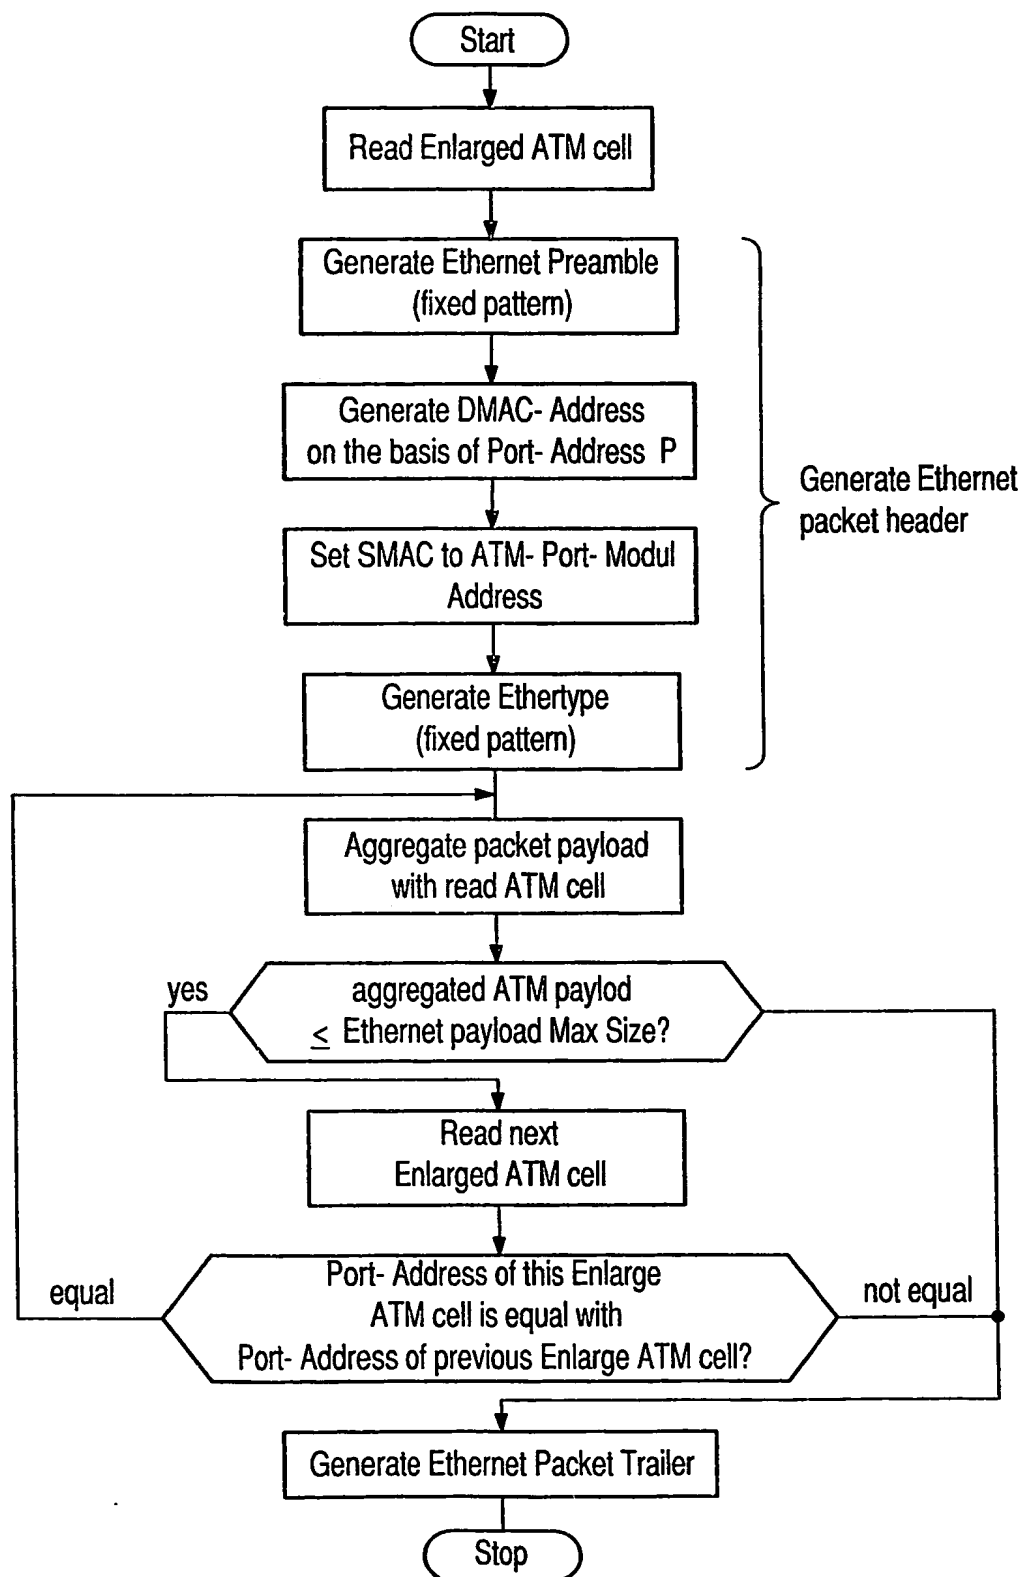 Start
Read Enlarged ATM cell
Generate Ethernet Preamble
(fixed pattern)
Generate DMAC- Address
on the basis of Port- Address P
Generate Ethernet
packet header
Set SMAC to ATM- Port- Modul
Address
Generate Ethertype
(fixed pattern)
Aggregate packet payload
with read ATM cell
yes
aggregated ATM paylod
≤ Ethernet payload Max Size?
Read next
Enlarged ATM cell
equal
Port- Address of this Enlarge
ATM cell is equal with
Port- Address of previous Enlarge ATM cell?
not equal
Generate Ethernet Packet Trailer
Stop